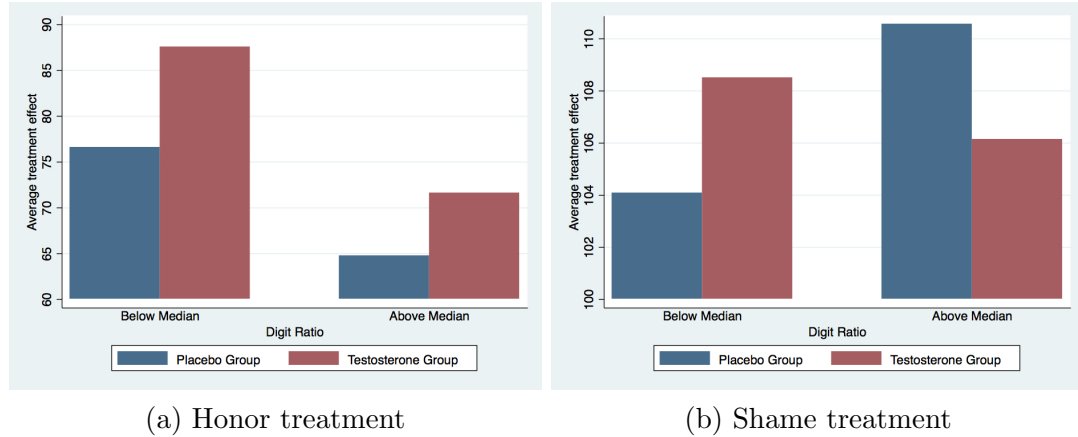 Average treatment effect
90
85
80
75
70
65
60
Below Median
Above Median
Digit Ratio
Placebo Group
Testosterone Group
(a) Honor treatment
Average treatment effect
110
108
106
104
102
100
Below Median
Above Median
Digit Ratio
Placebo Group
Testosterone Group
(b) Shame treatment